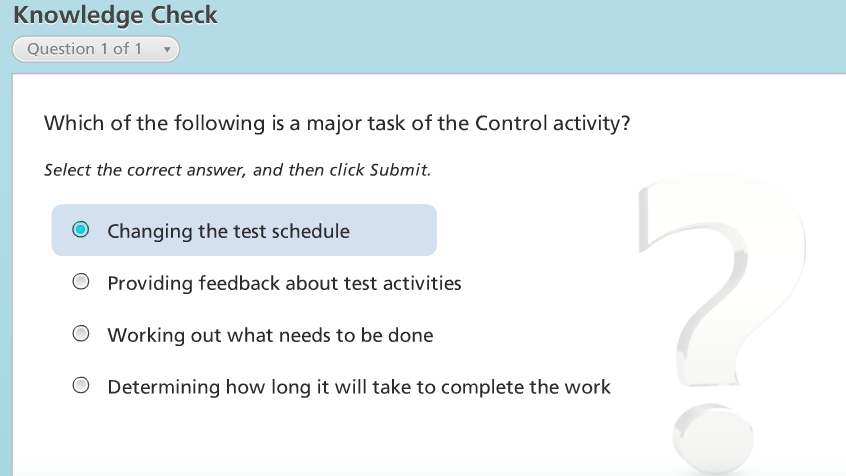 Knowledge Check
Question 1 of 1
Which of the following is a major task of the Control activity?
Select the correct answer, and then click Submit.
Changing the test schedule
Providing feedback about test activities
Working out what needs to be done
Determining how long it will take to complete the work